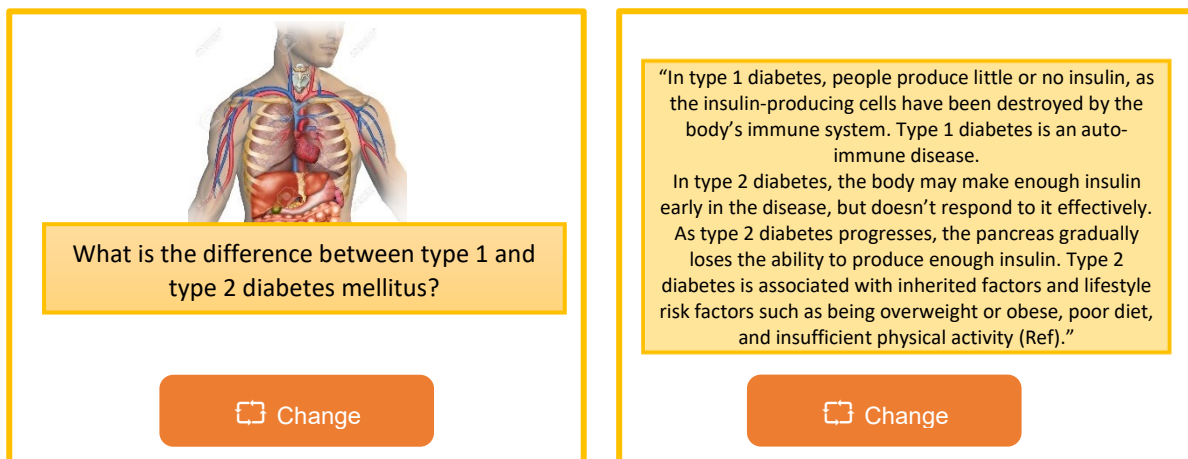 What is the difference between type 1 and
type 2 diabetes mellitus?
Change
“In type 1 diabetes, people produce little or no insulin, as
the insulin-producing cells have been destroyed by the
body’s immune system. Type 1 diabetes is an auto-
immune disease.
In type 2 diabetes, the body may make enough insulin
early in the disease, but doesn’t respond to it effectively.
As type 2 diabetes progresses, the pancreas gradually
loses the ability to produce enough insulin. Type 2
diabetes is associated with inherited factors and lifestyle
risk factors such as being overweight or obese, poor diet,
and insufficient physical activity (Ref).”
Change